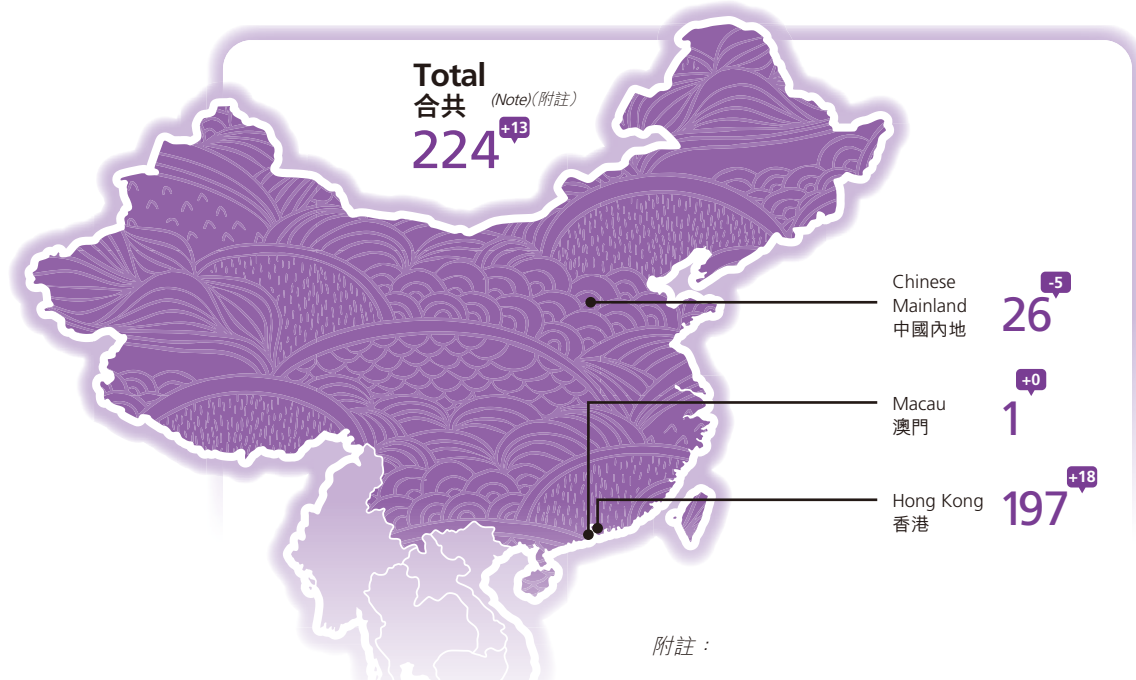 Total
合共 (Note)(附註)
224 +13
Chinese
Mainland
中國內地
26 -5
Macau
澳門
1 +0
Hong Kong
香港
197 +18
附註：